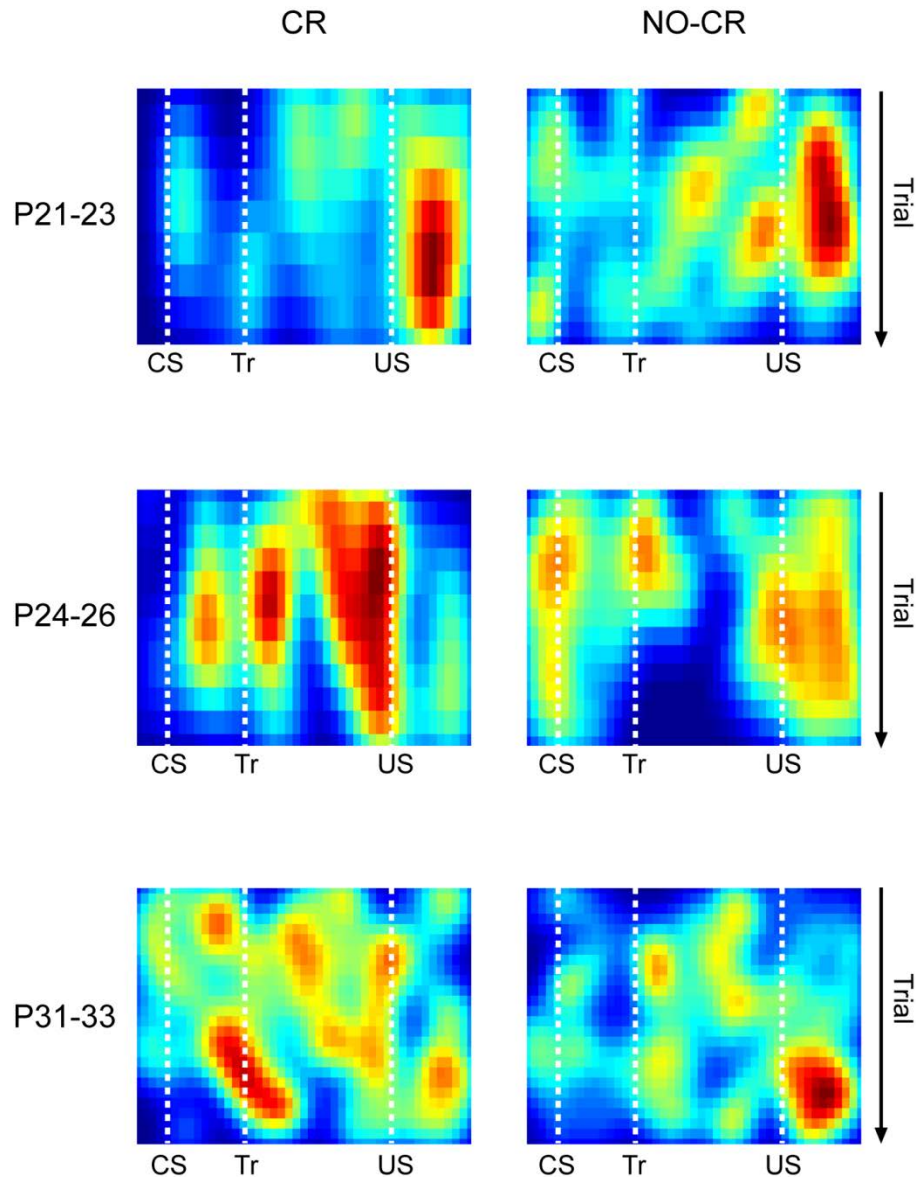 CR NO-CR
P21-23
Trial
CS Tr US CS Tr US
P24-26
Trial
CS Tr US CS Tr US
P31-33
Trial
CS Tr US CS Tr US